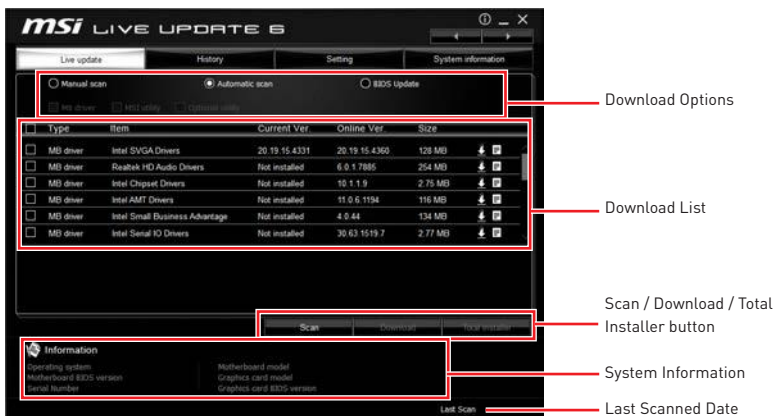 msi LIVE UPDATE 6
Live update History Setting System information
Manual scan Automatic scan BIOS Update
MB driver MSI utility Optional utility
Type Item Current Ver. Online Ver. Size
MB driver Intel SVGA Drivers 20.19.15.4331 20.19.15.4360 128 MB
MB driver Realtek HD Audio Drivers Not installed 6.0.1.7885 254 MB
MB driver Intel Chipset Drivers Not installed 10.1.1.9 2.75 MB
MB driver Intel AMT Drivers Not installed 11.0.6.1194 116 MB
MB driver Intel Small Business Advantage Not installed 4.0.44 134 MB
MB driver Intel Serial IO Drivers Not installed 30.63.1519.7 2.77 MB
Scan Download Total Installer
Information
Operating system Motherboard model
Motherboard BIOS version Graphics card model
Serial Number Graphics card BIOS version
Last Scan
Download Options
Download List
Scan / Download / Total
Installer button
System Information
Last Scanned Date